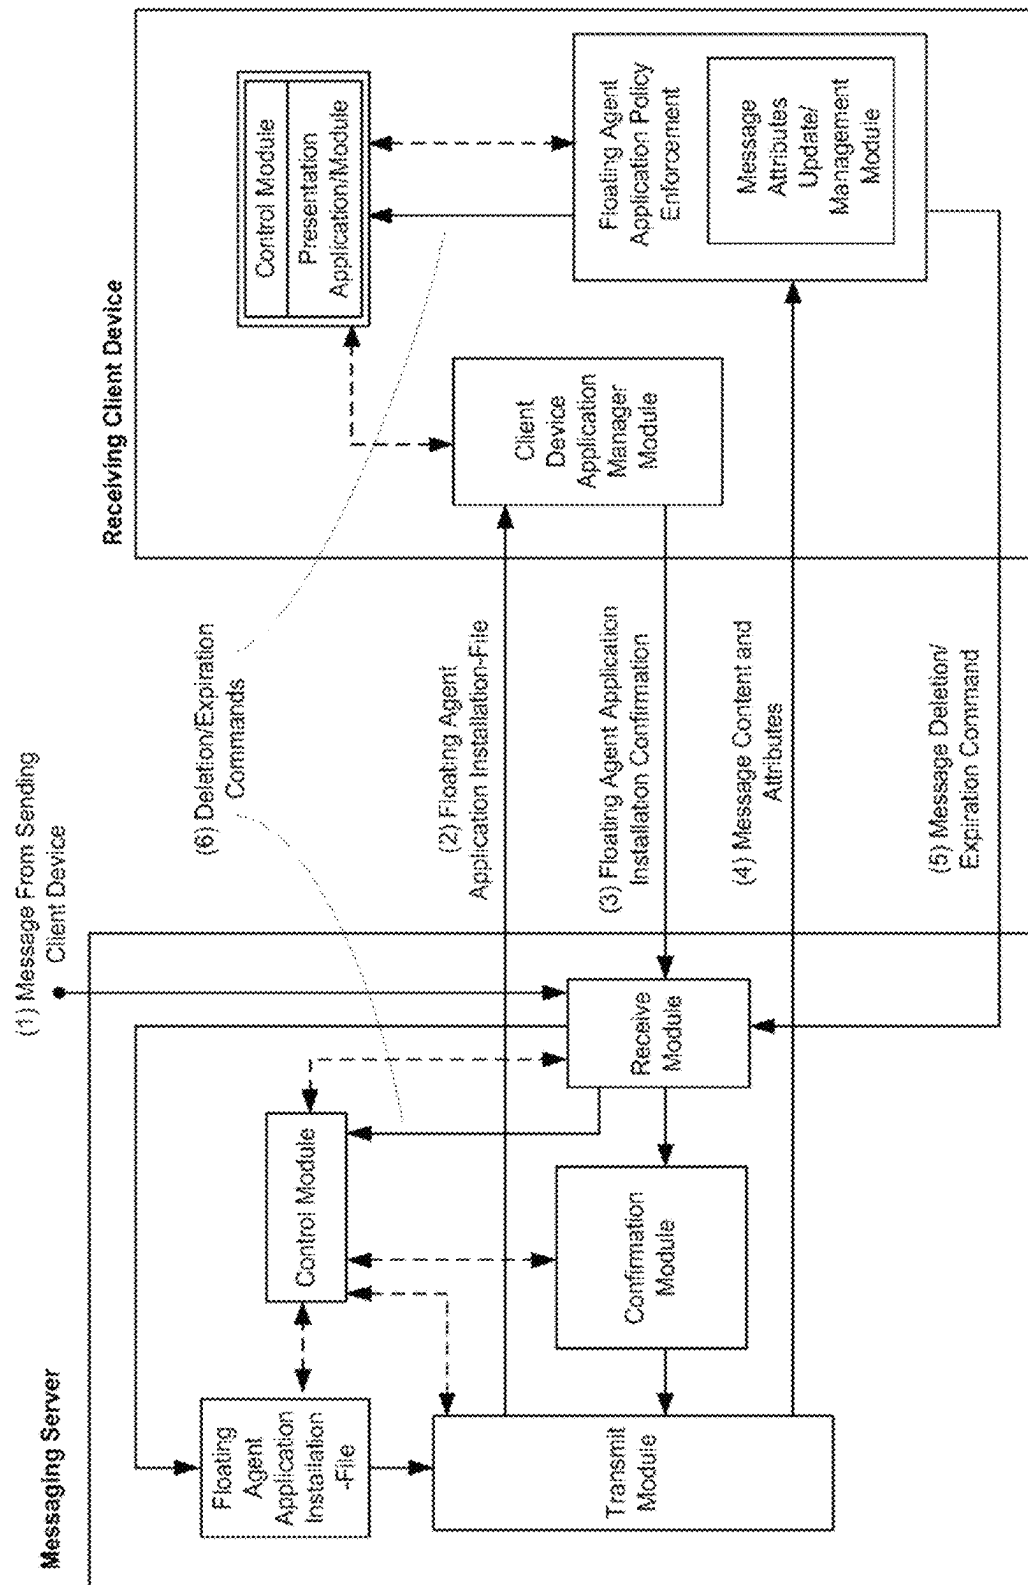 Messaging Server
Floating
Agent
Application
Installation
-File
Control Module
Transmit
Module
Confirmation
Module
Receive
Module
(1) Message From Sending
Client Device
(6) Deletion/Expiration
Commands
(2) Floating Agent
Application Installation-File
(3) Floating Agent Application
Installation Confirmation
(4) Message Content and
Attributes
(5) Message Deletion/
Expiration Command
Receiving Client Device
Control Module
Presentation
Application/Module
Client
Device
Application
Manager
Module
Floating Agent
Application Policy
Enforcement
Message
Attributes
Update/
Management
Module